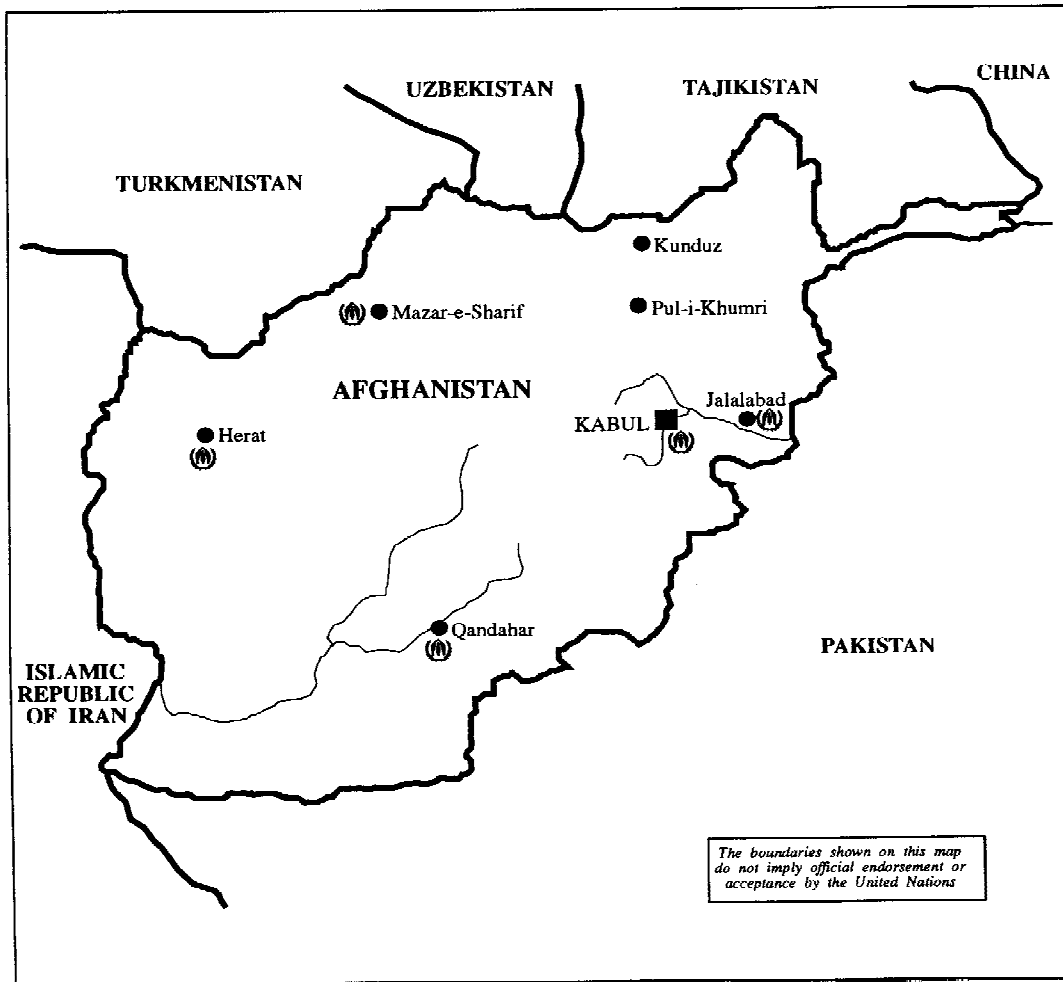 CHINA
UZBEKISTAN
TAJIKISTAN
TURKMENISTAN
Kunduz
Mazar-e-Sharif
Pul-i-Khumri
AFGHANISTAN
Jalalabad
KABUL
Herat
Qandahar
PAKISTAN
ISLAMIC
REPUBLIC
OF IRAN
The boundaries shown on this map
do not imply official endorsement or
acceptance by the United Nations